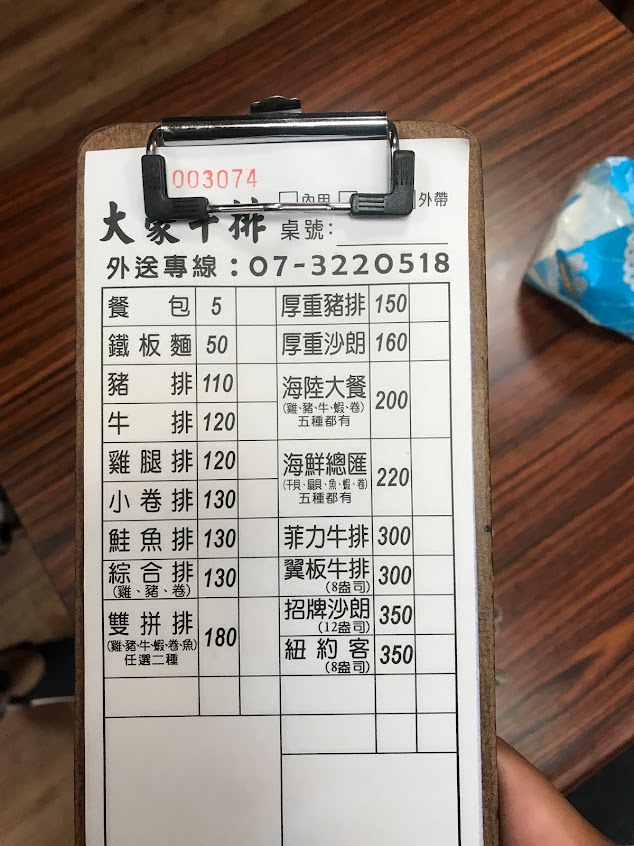 003074
內用 外帶
大象牛排 桌號:
外送專線：07-3220518
餐包 5
鐵板麵 50
豬排 110
牛排 120
雞腿排 120
小卷排 130
鮭魚排 130
綜合排 130
(雞、豬、卷)
雙拼排 180
(雞·豬·牛·蝦·卷·魚)
任選二種
厚重豬排 150
厚重沙朗 160
海陸大餐 200
(雞、豬、牛、蝦、卷)
五種都有
海鮮總匯 220
(干貝、扇貝、魚、蝦、卷)
五種都有
菲力牛排 300
翼板牛排 300
(8盎司)
招牌沙朗 350
(12盎司)
紐約客 350
(8盎司)